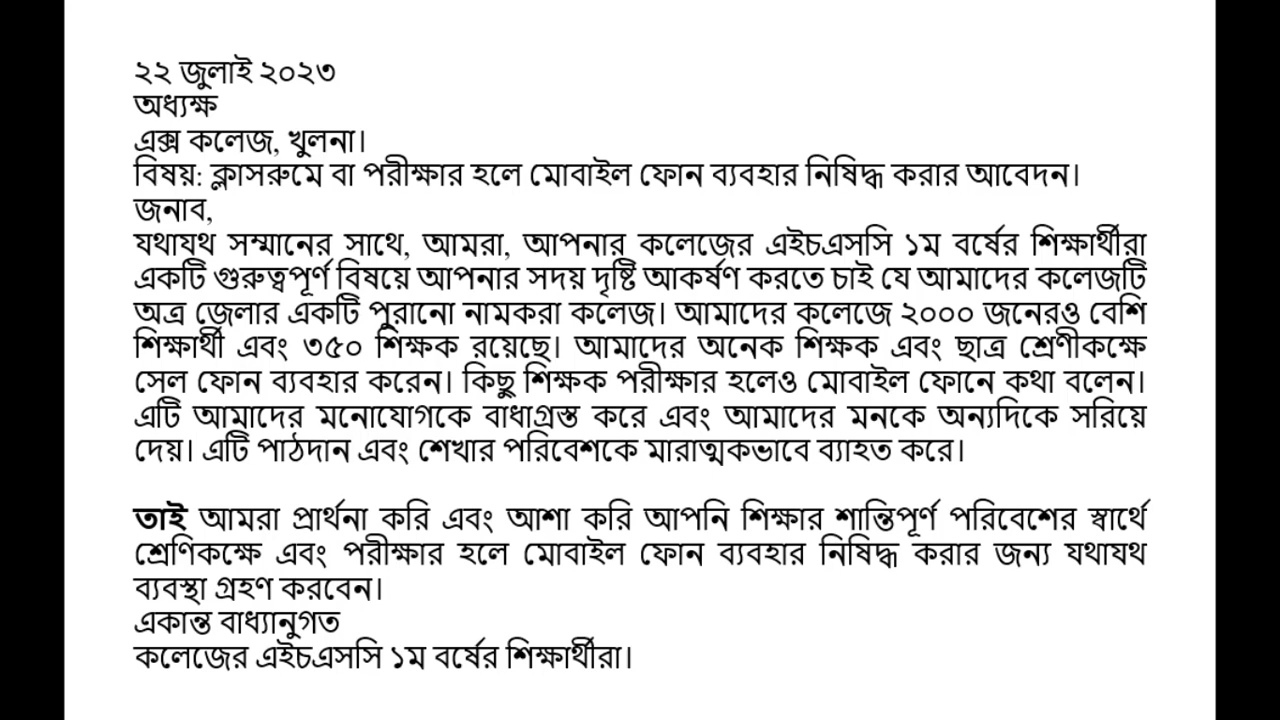 ২২ জুলাই ২০২৩
অধ্যক্ষ
এক্স কলেজ, খুলনা।
বিষয়: ক্লাসরুমে বা পরীক্ষার হলে মোবাইল ফোন ব্যবহার নিষিদ্ধ করার আবেদন।
জনাব,
যথাযথ সম্মানের সাথে, আমরা, আপনার কলেজের এইচএসসি ১ম বর্ষের শিক্ষার্থীরা
একটি গুরুত্বপূর্ণ বিষয়ে আপনার সদয় দৃষ্টি আকর্ষণ করতে চাই যে আমাদের কলেজটি
অত্র জেলার একটি পুরানো নামকরা কলেজ। আমাদের কলেজে ২০০০ জনেরও বেশি
শিক্ষার্থী এবং ৩৫০ শিক্ষক রয়েছে। আমাদের অনেক শিক্ষক এবং ছাত্র শ্রেণীকক্ষে
সেল ফোন ব্যবহার করেন। কিছু শিক্ষক পরীক্ষার হলেও মোবাইল ফোনে কথা বলেন।
এটি আমাদের মনোযোগকে বাধাগ্রস্ত করে এবং আমাদের মনকে অন্যদিকে সরিয়ে
দেয়। এটি পাঠদান এবং শেখার পরিবেশকে মারাত্মকভাবে ব্যাহত করে।
তাই আমরা প্রার্থনা করি এবং আশা করি আপনি শিক্ষার শান্তিপূর্ণ পরিবেশের স্বার্থে
শ্রেণিকক্ষে এবং পরীক্ষার হলে মোবাইল ফোন ব্যবহার নিষিদ্ধ করার জন্য যথাযথ
ব্যবস্থা গ্রহণ করবেন।
একান্ত বাধ্যানুগত
কলেজের এইচএসসি ১ম বর্ষের শিক্ষার্থীরা।